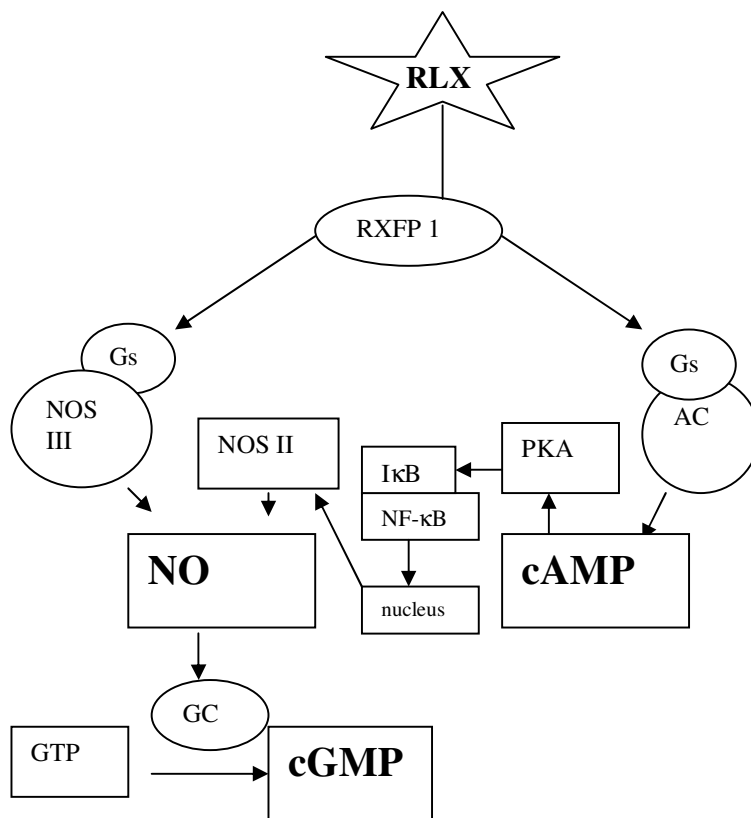 RLX
RXFP 1
Gs
Gs
NOS
III
AC
NOS II
IκB
PKA
NF-κB
NO
nucleus
cAMP
GC
GTP
cGMP